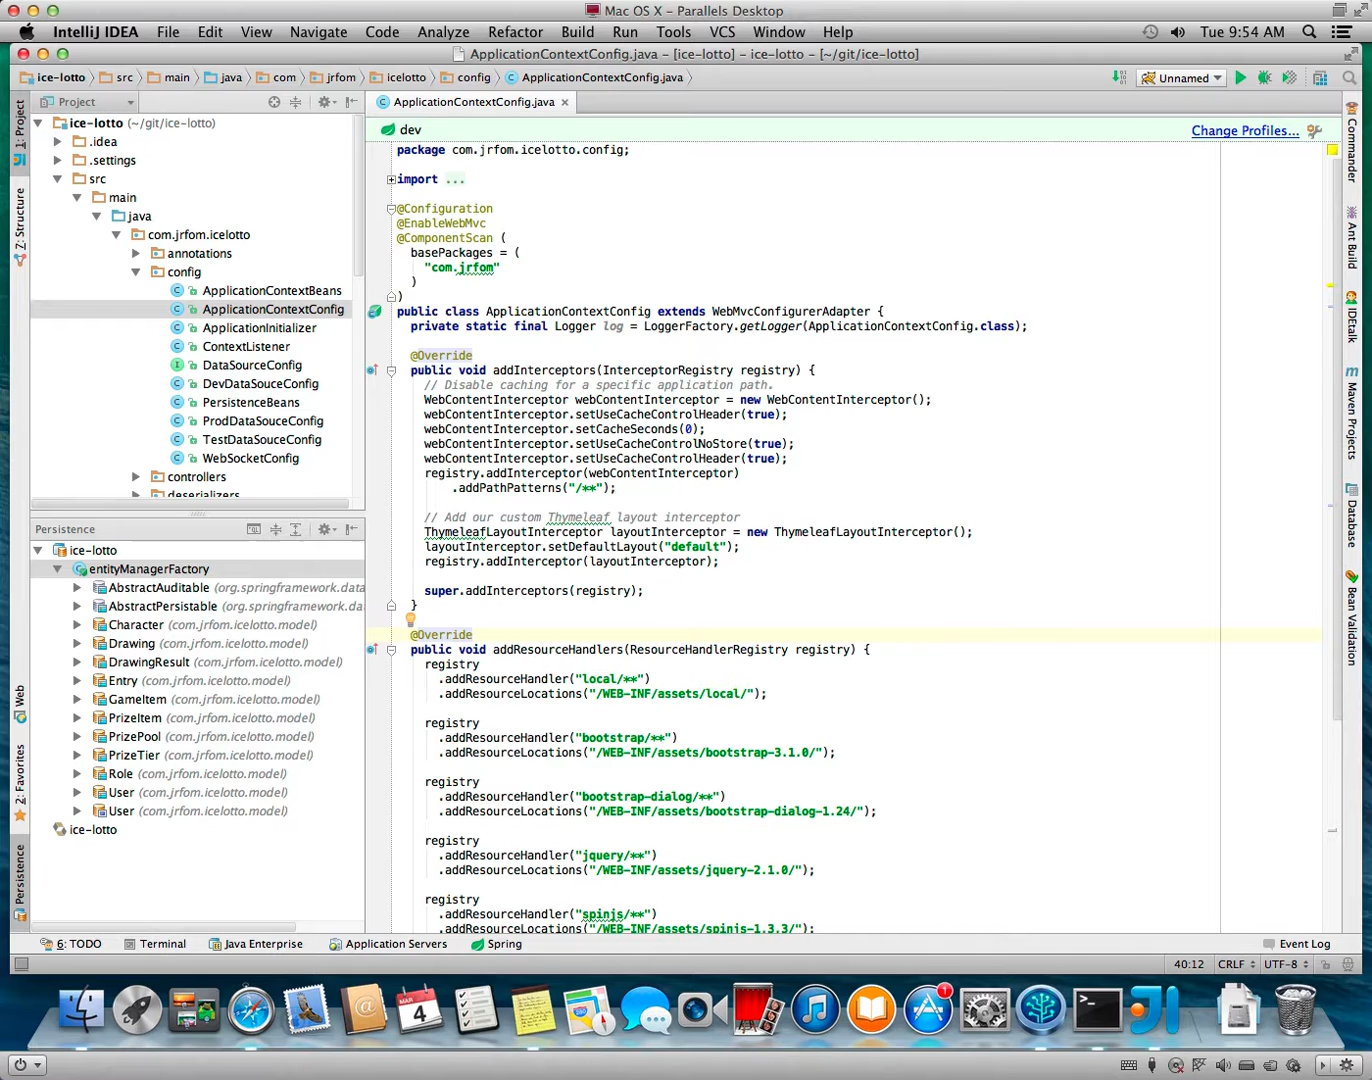 Mac OS X - Parallels Desktop
IntelliJ IDEA File Edit View Navigate Code Analyze Refactor Build Run Tools VCS Window Help Tue 9:54 AM
ApplicationContextConfig.java – [ice-lotto] – ice-lotto – [~/git/ice-lotto]
ice-lotto src main java com jrfom icelotto config ApplicationContextConfig.java Unnamed
Project
ApplicationContextConfig.java
1: Project
7: Structure
Web
2: Favorites
Persistence
ice-lotto (~/git/ice-lotto)
.idea
.settings
src
main
java
com.jrfom.icelotto
annotations
config
ApplicationContextBeans
ApplicationContextConfig
ApplicationInitializer
ContextListener
DataSourceConfig
DevDataSouceConfig
PersistenceBeans
ProdDataSouceConfig
TestDataSouceConfig
WebSocketConfig
controllers
deserializers
Persistence
ice-lotto
entityManagerFactory
AbstractAuditable (org.springframework.data
AbstractPersistable (org.springframework.da
Character (com.jrfom.icelotto.model)
Drawing (com.jrfom.icelotto.model)
DrawingResult (com.jrfom.icelotto.model)
Entry (com.jrfom.icelotto.model)
GameItem (com.jrfom.icelotto.model)
PrizeItem (com.jrfom.icelotto.model)
PrizePool (com.jrfom.icelotto.model)
PrizeTier (com.jrfom.icelotto.model)
Role (com.jrfom.icelotto.model)
User (com.jrfom.icelotto.model)
User (com.jrfom.icelotto.model)
ice-lotto
dev Change Profiles...
package com.jrfom.icelotto.config;
import ...
@Configuration
@EnableWebMvc
@ComponentScan (
basePackages = (
"com.jrfom"
)
)
public class ApplicationContextConfig extends WebMvcConfigurerAdapter {
private static final Logger log = LoggerFactory.getLogger(ApplicationContextConfig.class);
@Override
public void addInterceptors(InterceptorRegistry registry) {
// Disable caching for a specific application path.
WebContentInterceptor webContentInterceptor = new WebContentInterceptor();
webContentInterceptor.setUseCacheControlHeader(true);
webContentInterceptor.setCacheSeconds(0);
webContentInterceptor.setUseCacheControlNoStore(true);
webContentInterceptor.setUseCacheControlHeader(true);
registry.addInterceptor(webContentInterceptor)
.addPathPatterns("/**");
// Add our custom Thymeleaf layout interceptor
ThymeleafLayoutInterceptor layoutInterceptor = new ThymeleafLayoutInterceptor();
layoutInterceptor.setDefaultLayout("default");
registry.addInterceptor(layoutInterceptor);
super.addInterceptors(registry);
}
@Override
public void addResourceHandlers(ResourceHandlerRegistry registry) {
registry
.addResourceHandler("local/**")
.addResourceLocations("/WEB-INF/assets/local/");
registry
.addResourceHandler("bootstrap/**")
.addResourceLocations("/WEB-INF/assets/bootstrap-3.1.0/");
registry
.addResourceHandler("bootstrap-dialog/**")
.addResourceLocations("/WEB-INF/assets/bootstrap-dialog-1.24/");
registry
.addResourceHandler("jquery/**")
.addResourceLocations("/WEB-INF/assets/jquery-2.1.0/");
registry
.addResourceHandler("spinjs/**")
.addResourceLocations("/WEB-INF/assets/spinjs-1.3.3/");
Commander
Ant Build
IDEtalk
Maven Projects
Database
Bean Validation
6: TODO Terminal Java Enterprise Application Servers Spring Event Log
40:12 CRLF UTF-8
MAR
4
1